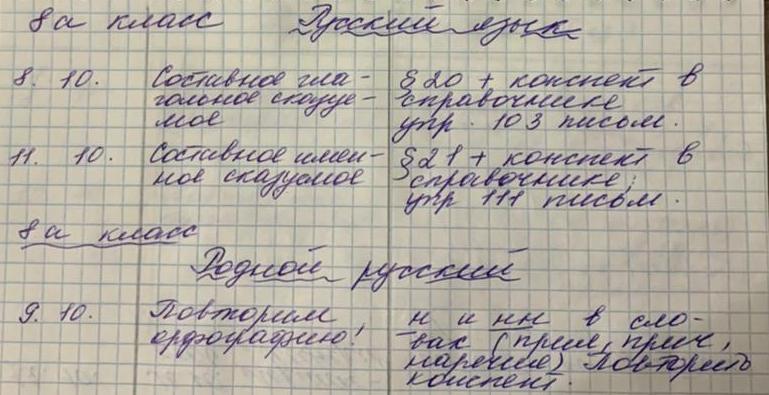 8а класс Русский язык
8. 10. Составное гла- § 20 + конспект в
гольное сказуе- справочнике
мое упр. 103 письм.
11. 10. Составное имен- § 21 + конспект в
ное сказуемое справочнике;
упр 111 письм.
8а класс
Родной русский
9. 10. Повторим н и нн в сло-
орфографию! вах (прил, прич,
наречие) Повторить
конспект.